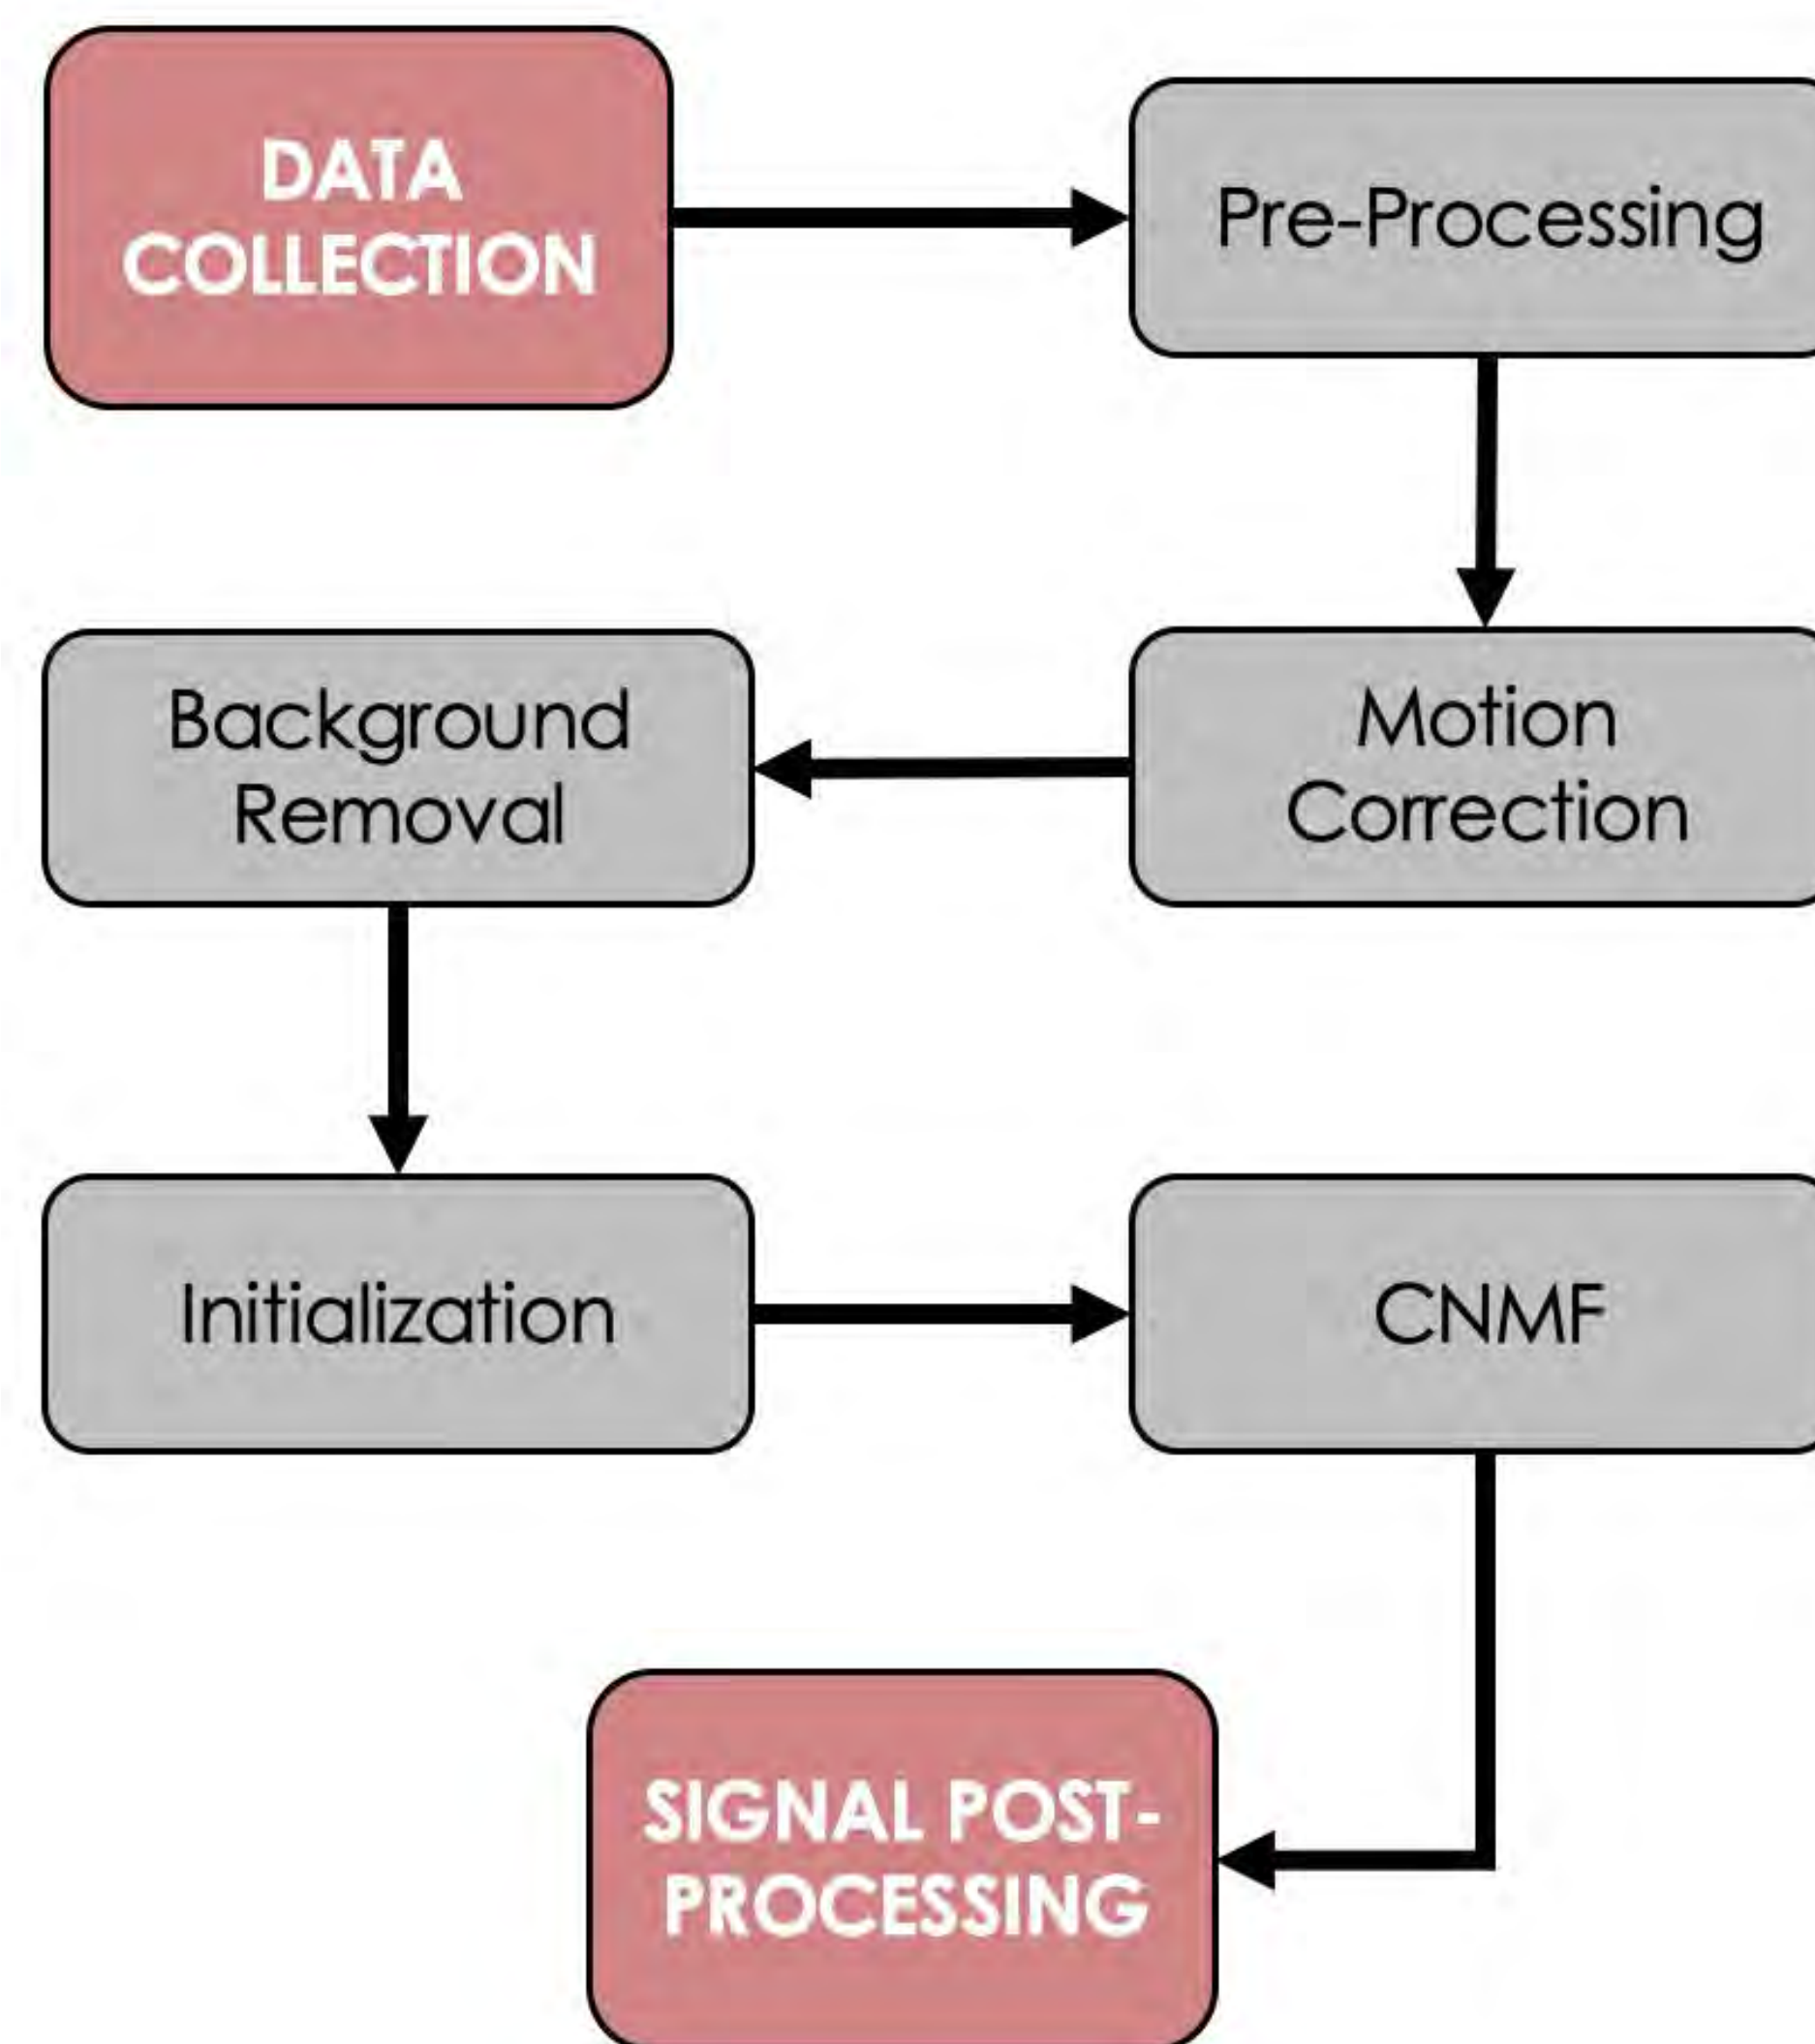 DATA
COLLECTION
Pre-Processing
Motion
Correction
Background
Removal
Initialization
CNMF
SIGNAL POST-
PROCESSING